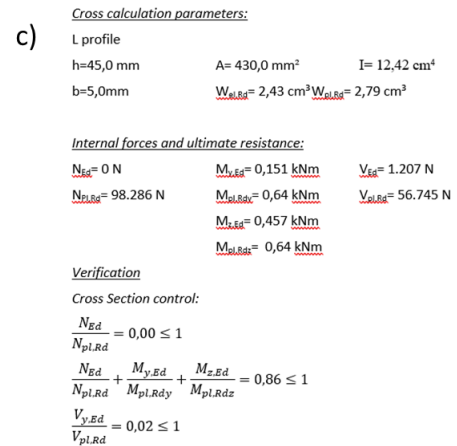 c)
Cross calculation parameters:
L profile
h=45,0 mm A= 430,0 mm² I= 12,42 cm⁴
b=5,0mm Wel.Rd= 2,43 cm³ Wpl.Rd= 2,79 cm³
Internal forces and ultimate resistance:
NEd= 0 N My.Ed= 0,151 kNm VEd= 1.207 N
NPl.Rd= 98.286 N Mpl.Rdy= 0,64 kNm Vpl.Rd= 56.745 N
Mz.Ed= 0,457 kNm
Mpl.Rdz= 0,64 kNm
Verification
Cross Section control:
NEd / Npl.Rd = 0,00 ≤ 1
NEd / Npl.Rd + My.Ed / Mpl.Rdy + Mz.Ed / Mpl.Rdz = 0,86 ≤ 1
Vy.Ed / Vpl.Rd = 0,02 ≤ 1